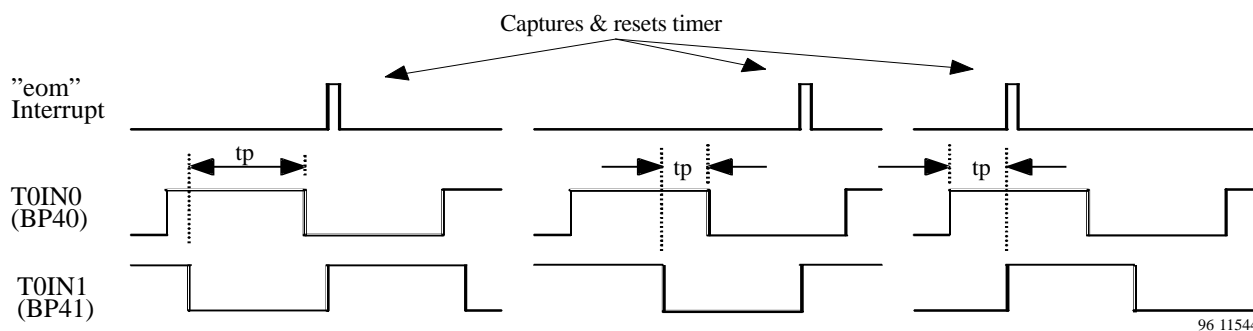 Captures & resets timer
”eom”
Interrupt
tp
tp
tp
T0IN0
(BP40)
T0IN1
(BP41)
96 11544